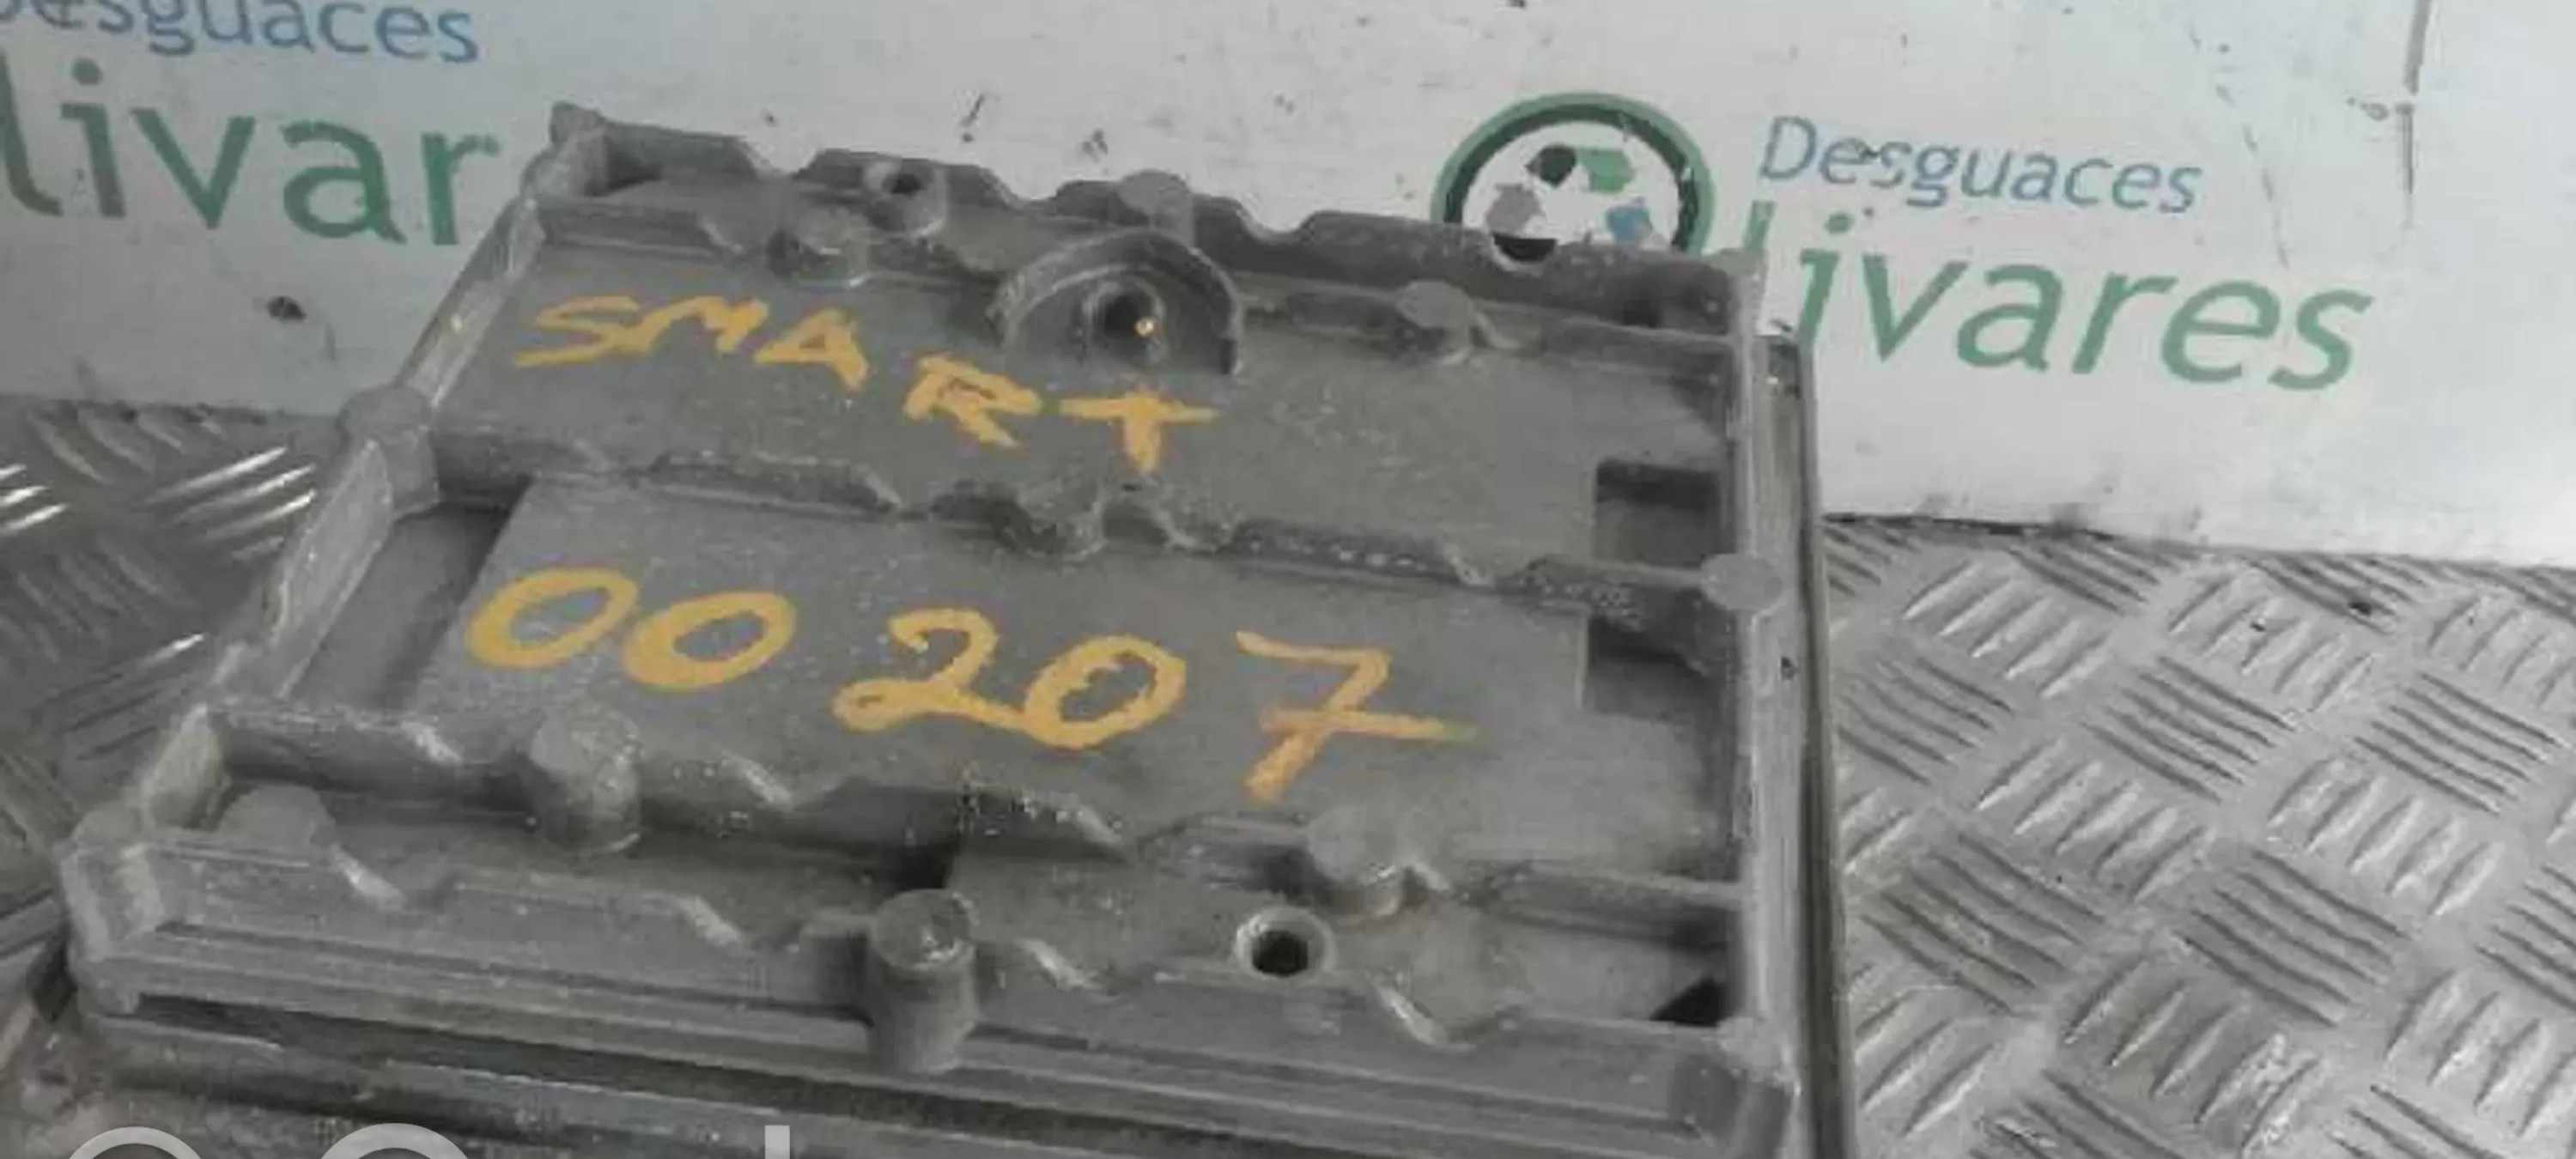 Desguaces
livar
Desguaces
livares
SMART
00207